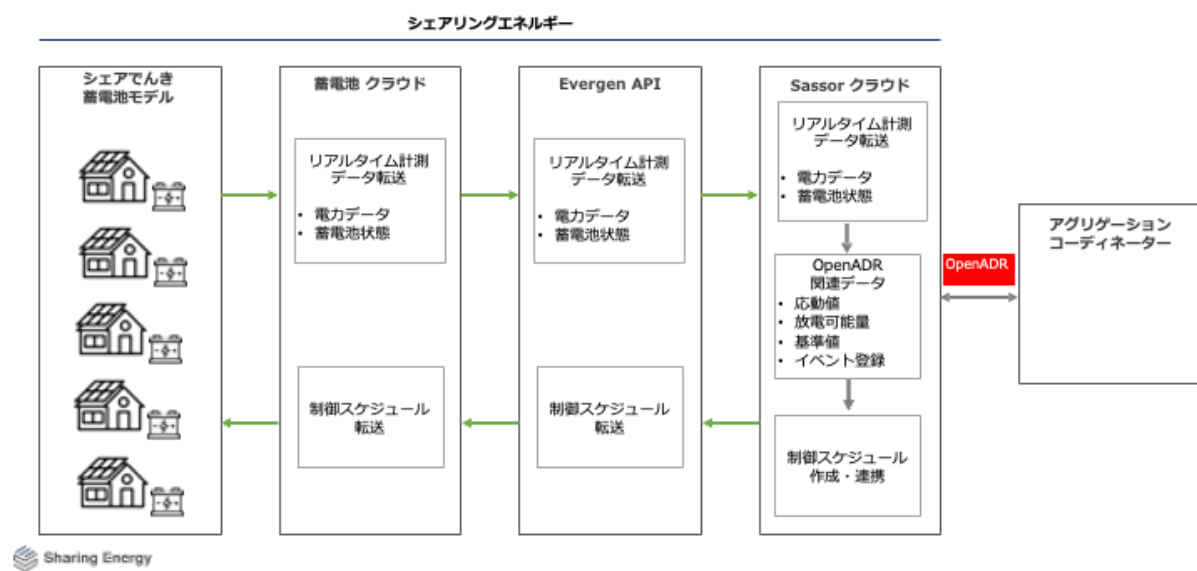 シェアリングエネルギー
シェアでんき
蓄電池モデル
蓄電池 クラウド
リアルタイム計測
データ転送
• 電力データ
• 蓄電池状態
制御スケジュール
転送
Evergen API
リアルタイム計測
データ転送
• 電力データ
• 蓄電池状態
制御スケジュール
転送
Sassor クラウド
リアルタイム計測
データ転送
• 電力データ
• 蓄電池状態
OpenADR
関連データ
• 応動値
• 放電可能量
• 基準値
• イベント登録
制御スケジュール
作成・連携
OpenADR
アグリゲーション
コーディネーター
Sharing Energy